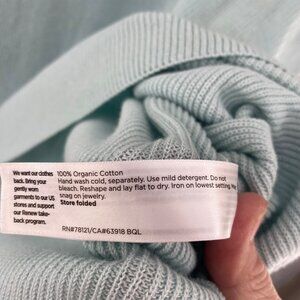 We want our clothes
back. Bring your
gently worn
garments to our US
stores and support
our Renew take-
back program.
100% Organic Cotton
Hand wash cold, separately. Use mild detergent. Do not
bleach. Reshape and lay flat to dry. Iron on lowest setting. May
snag on jewelry.
Store folded
RN#78121/CA#63918 BQL